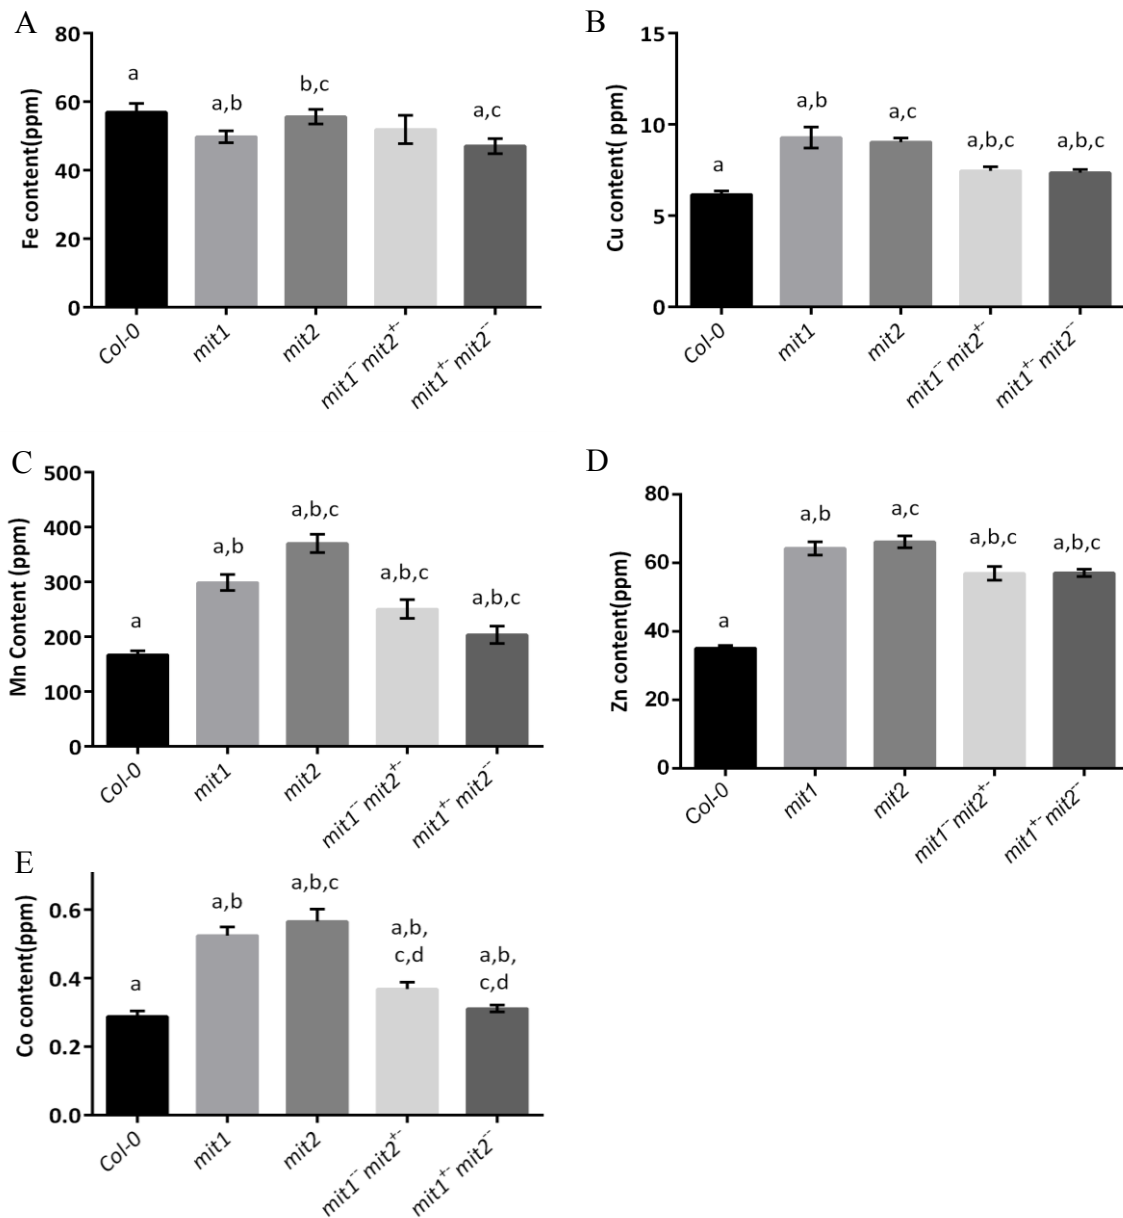 A
Fe content(ppm)
80
60
40
20
0
a
a,b
b,c
a,c
Col-0
mit1
mit2
mit1⁻⁻mit2⁺⁻
mit1⁺⁻mit2⁻⁻
B
Cu content( ppm)
15
10
5
0
a
a,b
a,c
a,b,c
a,b,c
Col-0
mit1
mit2
mit1⁻⁻mit2⁺⁻
mit1⁺⁻mit2⁻⁻
C
Mn Content (ppm)
500
400
300
200
100
0
a
a,b
a,b,c
a,b,c
a,b,c
Col-0
mit1
mit2
mit1⁻⁻mit2⁺⁻
mit1⁺⁻mit2⁻⁻
D
Zn content(ppm)
80
60
40
20
0
a
a,b
a,c
a,b,c
a,b,c
Col-0
mit1
mit2
mit1⁻⁻mit2⁺⁻
mit1⁺⁻mit2⁻⁻
E
Co content(ppm)
0.6
0.4
0.2
0.0
a
a,b
a,b,c
a,b,
c,d
a,b,
c,d
Col-0
mit1
mit2
mit1⁻⁻mit2⁺⁻
mit1⁺⁻mit2⁻⁻